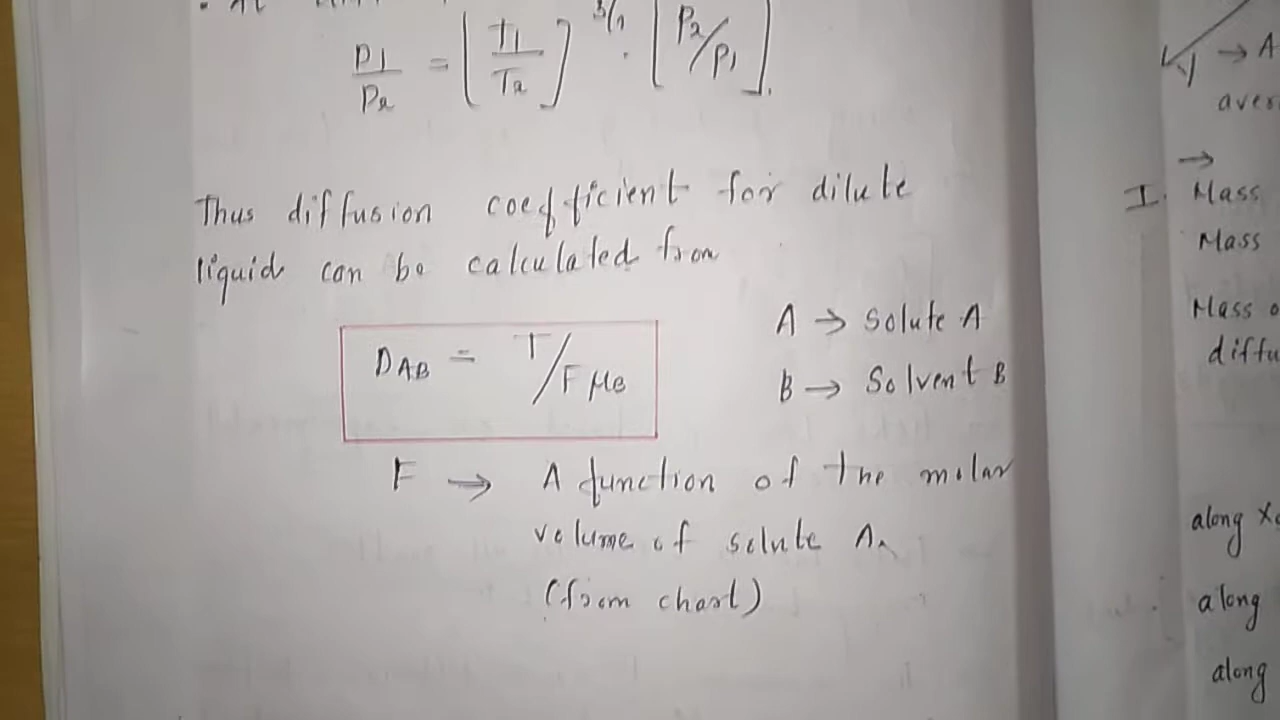 P1/P2 = [T1/T2]^3/2 . [P2/P1].
Thus diffusion coefficient for dilute
liquid can be calculated from
DAB = T/F μB
A → Solute A
B → Solvent B
F → A function of the molar
volume of solute A.
(from chart)
→ A
→
I. Mass
Mass
Mass
along
along
along